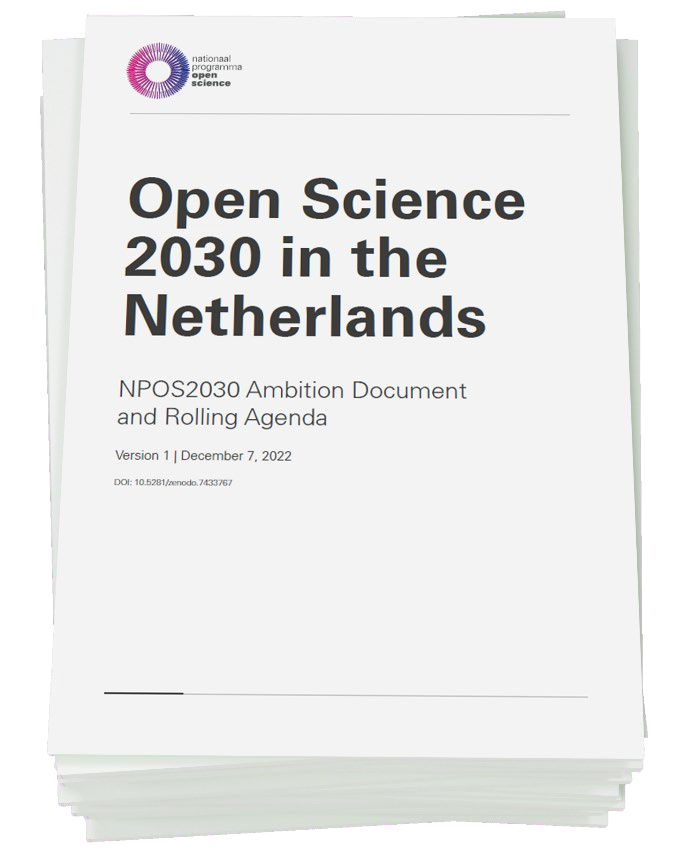 nationaal
programma
open
science
Open Science
2030 in the
Netherlands
NPOS2030 Ambition Document
and Rolling Agenda
Version 1 | December 7, 2022
DOI: 10.5281/zenodo.7433767